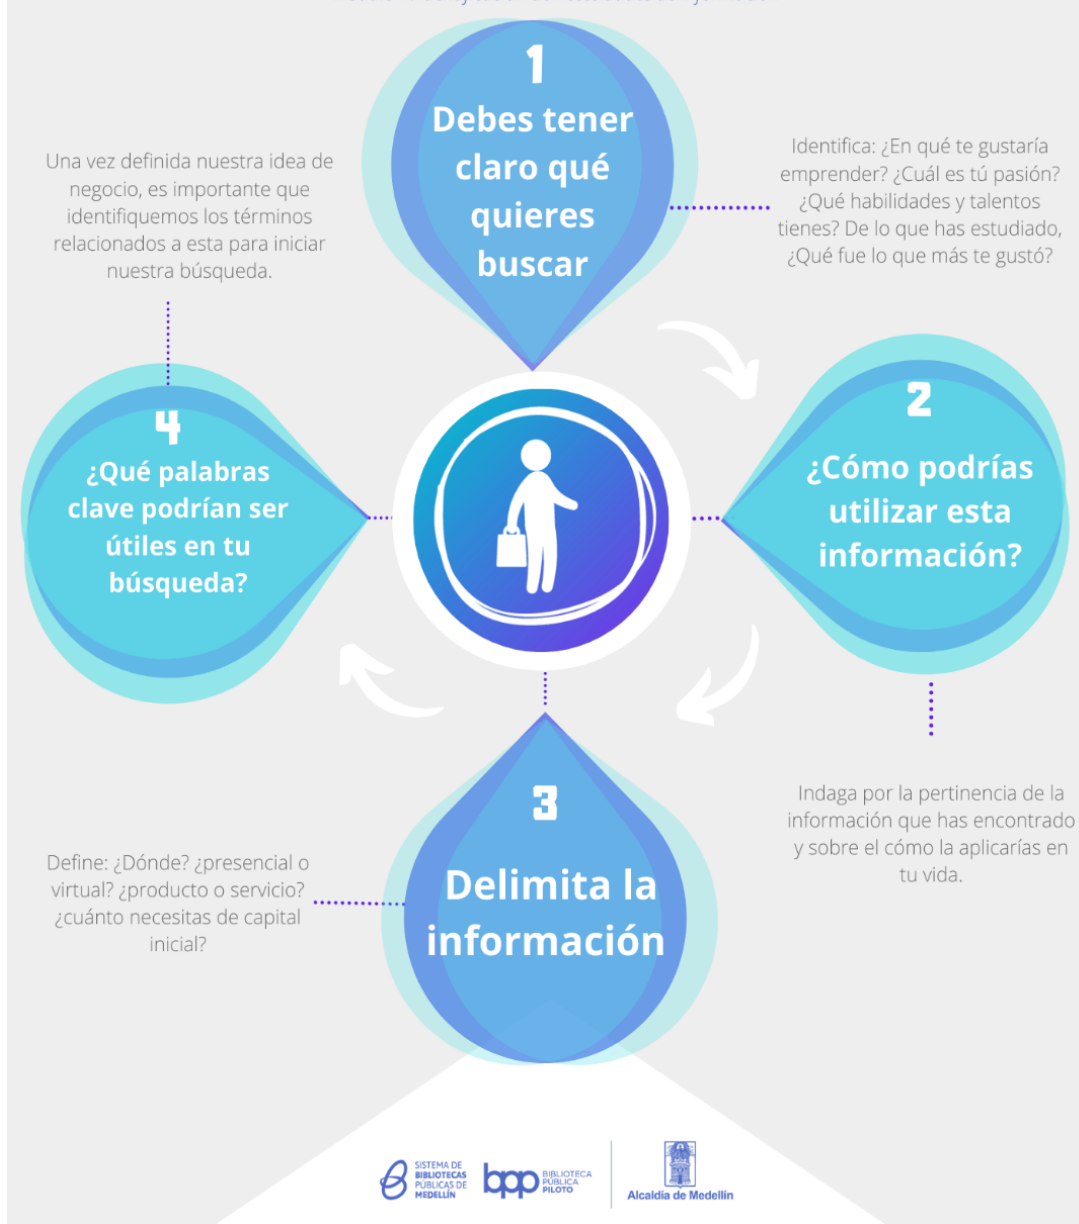 1
Debes tener
claro qué
quieres
buscar
Identifica: ¿En qué te gustaría
emprender? ¿Cuál es tú pasión?
¿Qué habilidades y talentos
tienes? De lo que has estudiado,
¿Qué fue lo que más te gustó?
2
¿Cómo podrías
utilizar esta
información?
Indaga por la pertinencia de la
información que has encontrado
y sobre el cómo la aplicarías en
tu vida.
3
Delimita la
información
Define: ¿Dónde? ¿presencial o
virtual? ¿producto o servicio?
¿cuánto necesitas de capital
inicial?
4
¿Qué palabras
clave podrían ser
útiles en tu
búsqueda?
Una vez definida nuestra idea de
negocio, es importante que
identifiquemos los términos
relacionados a esta para iniciar
nuestra búsqueda.
SISTEMA DE
BIBLIOTECAS
PÚBLICAS DE
MEDELLÍN
bpp
BIBLIOTECA
PÚBLICA
PILOTO
Alcaldía de Medellín